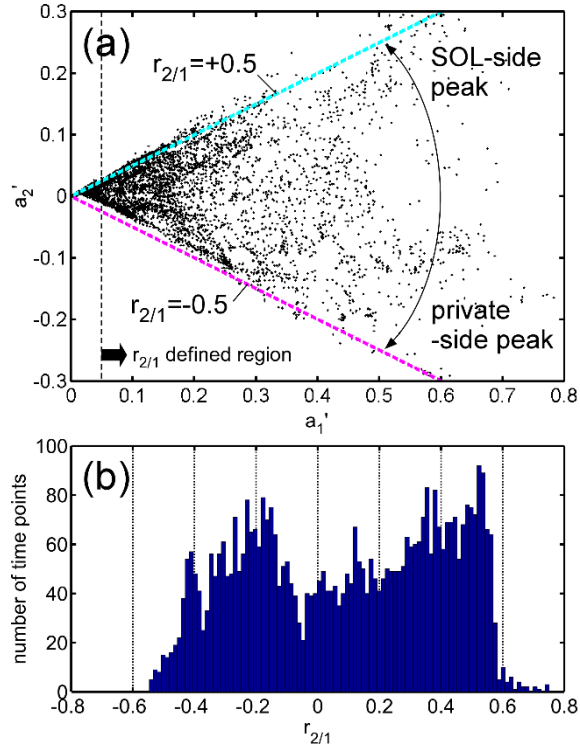 0.3
(a)
r2/1=+0.5
SOL-side
peak
0.2
0.1
a2'
0
-0.1
r2/1=-0.5
private
-side peak
-0.2
r2/1 defined region
-0.3
0 0.1 0.2 0.3 0.4 0.5 0.6 0.7 0.8
a1'
100
(b)
80
60
number of time points
40
20
0
-0.8 -0.6 -0.4 -0.2 0 0.2 0.4 0.6 0.8
r2/1